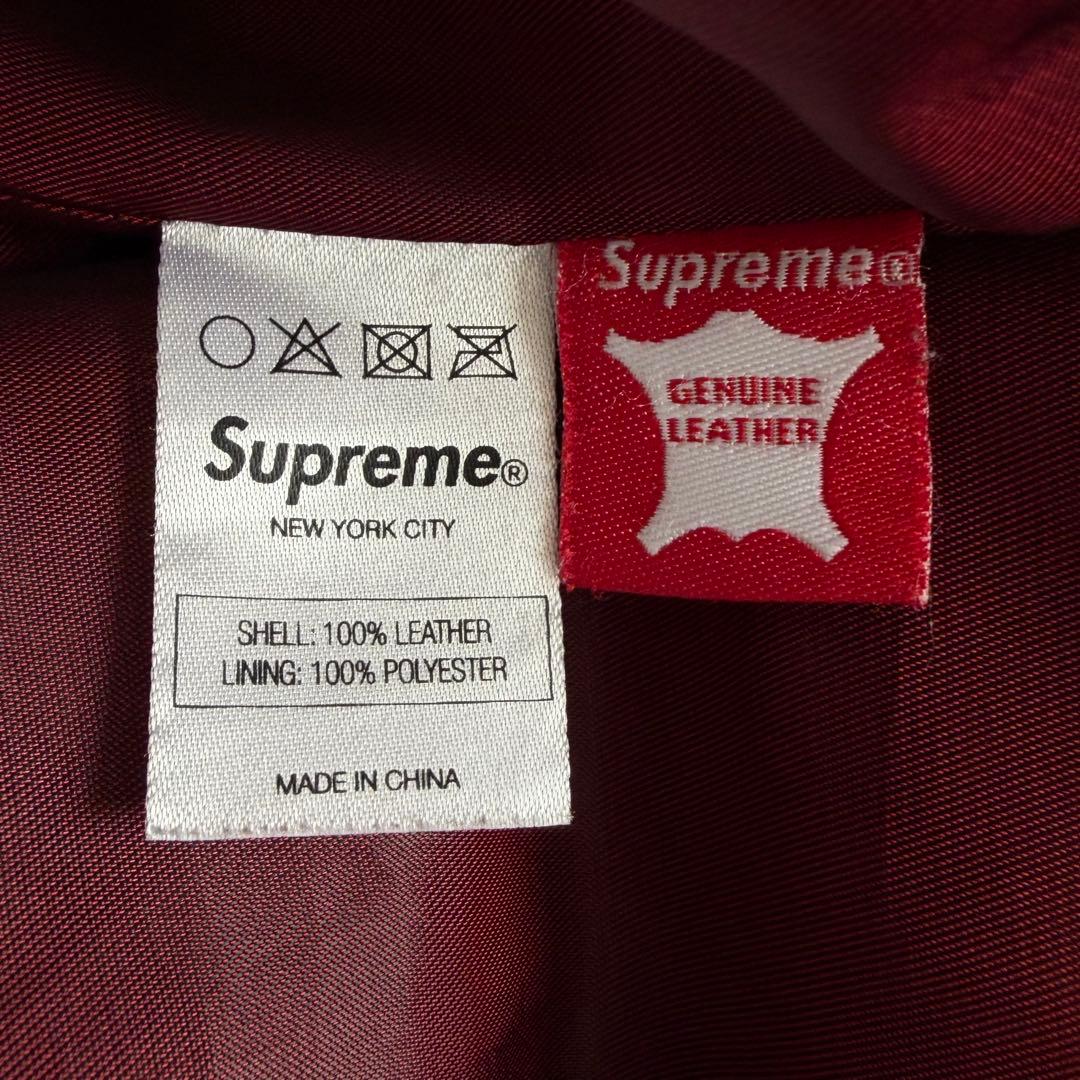 Supreme®
NEW YORK CITY
SHELL: 100% LEATHER
LINING: 100% POLYESTER
MADE IN CHINA
Supreme®
GENUINE
LEATHER